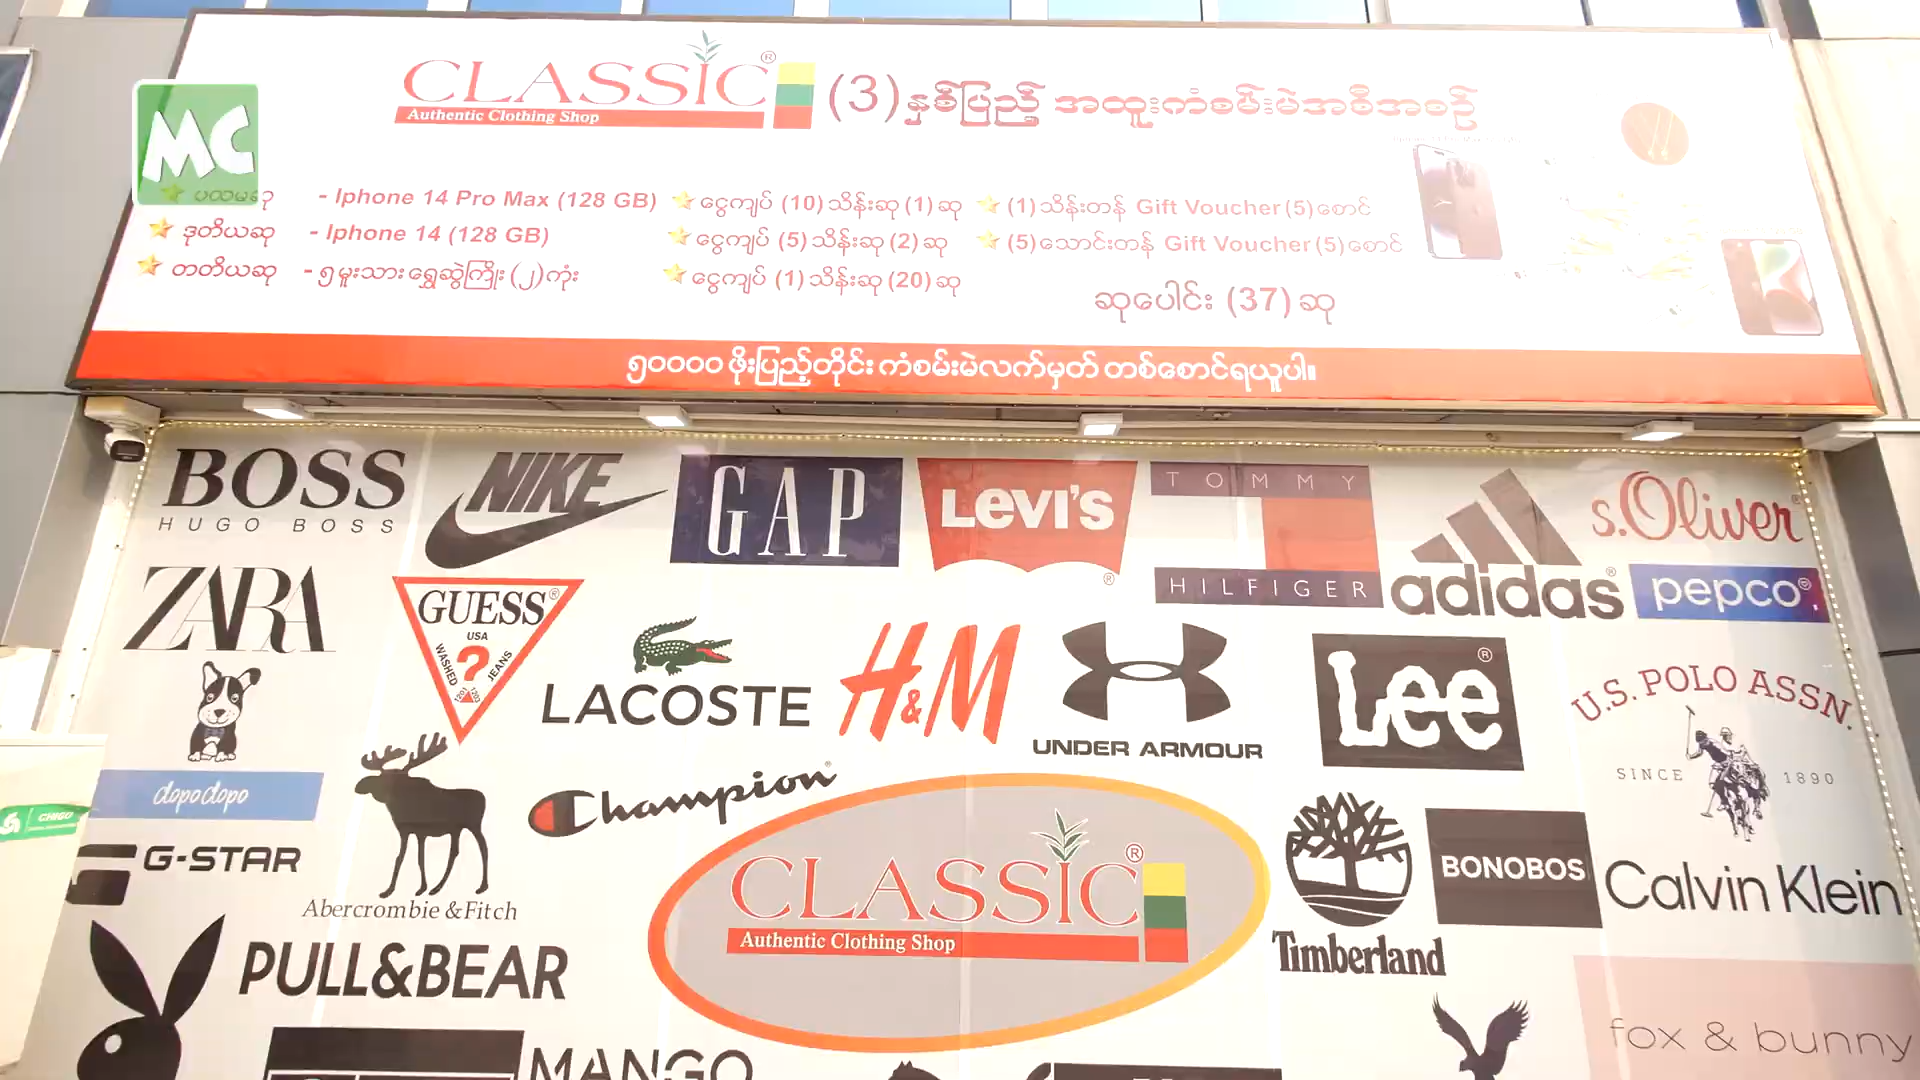 CLASSIC®
Authentic Clothing Shop
(3) နှစ်ပြည့် အထူးကံစမ်းမဲအစီအစဉ်
MC
ပထမဆု - Iphone 14 Pro Max (128 GB)
ဒုတိယဆု - Iphone 14 (128 GB)
တတိယဆု - ၅ မူးသား ရွှေဆွဲကြိုး (၂) ကုံး
ငွေကျပ် (10) သိန်းဆု (1) ဆု
ငွေကျပ် (5) သိန်းဆု (2) ဆု
ငွေကျပ် (1) သိန်းဆု (20) ဆု
(1) သိန်းတန် Gift Voucher (5) စောင်
(5) သောင်းတန် Gift Voucher (5) စောင်
ဆုပေါင်း (37) ဆု
၅၀၀၀၀ ဖိုးပြည့်တိုင်း ကံစမ်းမဲလက်မှတ် တစ်စောင်ရယူပါ။
BOSS
HUGO BOSS
NIKE
GAP
LEVI'S®
TOMMY
HILFIGER
adidas®
s.Oliver®
pepco®
ZARA
GUESS®
USA
WASHED JEANS
?
LACOSTE
H&M
UNDER ARMOUR
Lee®
U.S. POLO ASSN.
SINCE 1890
dopodopo
CHIGO
Champion®
G-STAR
Abercrombie & Fitch
CLASSIC®
Authentic Clothing Shop
Timberland
BONOBOS
Calvin Klein
PULL&BEAR
MANGO
fox & bunny